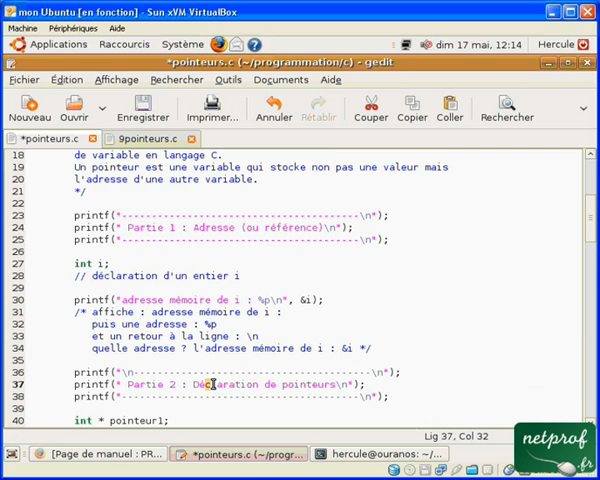 mon Ubuntu [en fonction] - Sun xVM VirtualBox
Machine Périphériques Aide
Applications Raccourcis Système dim 17 mai, 12:14 Hercule
*pointeurs.c (~/programmation/c) - gedit
Fichier Édition Affichage Rechercher Outils Documents Aide
Nouveau Ouvrir Enregistrer Imprimer... Annuler Rétablir Couper Copier Coller Rechercher
*pointeurs.c 9pointeurs.c
18 de variable en langage C.
19 Un pointeur est une variable qui stocke non pas une valeur mais
20 l'adresse d'une autre variable.
21 */
22
23 printf("----------------------------------------\n");
24 printf(" Partie 1 : Adresse (ou référence)\n");
25 printf("----------------------------------------\n");
26
27 int i;
28 // déclaration d'un entier i
29
30 printf("adresse mémoire de i : %p\n", &i);
31 /* affiche : adresse mémoire de i :
32 puis une adresse : %p
33 et un retour à la ligne : \n
34 quelle adresse ? l'adresse mémoire de i : &i */
35
36 printf("\n----------------------------------------\n");
37 printf(" Partie 2 : Déclaration de pointeurs\n");
38 printf("----------------------------------------\n");
39
40 int * pointeur1;
Lig 37, Col 32
[Page de manuel : PR... *pointeurs.c (~/progr... hercule@ouranos: ~/...
netprof
.fr